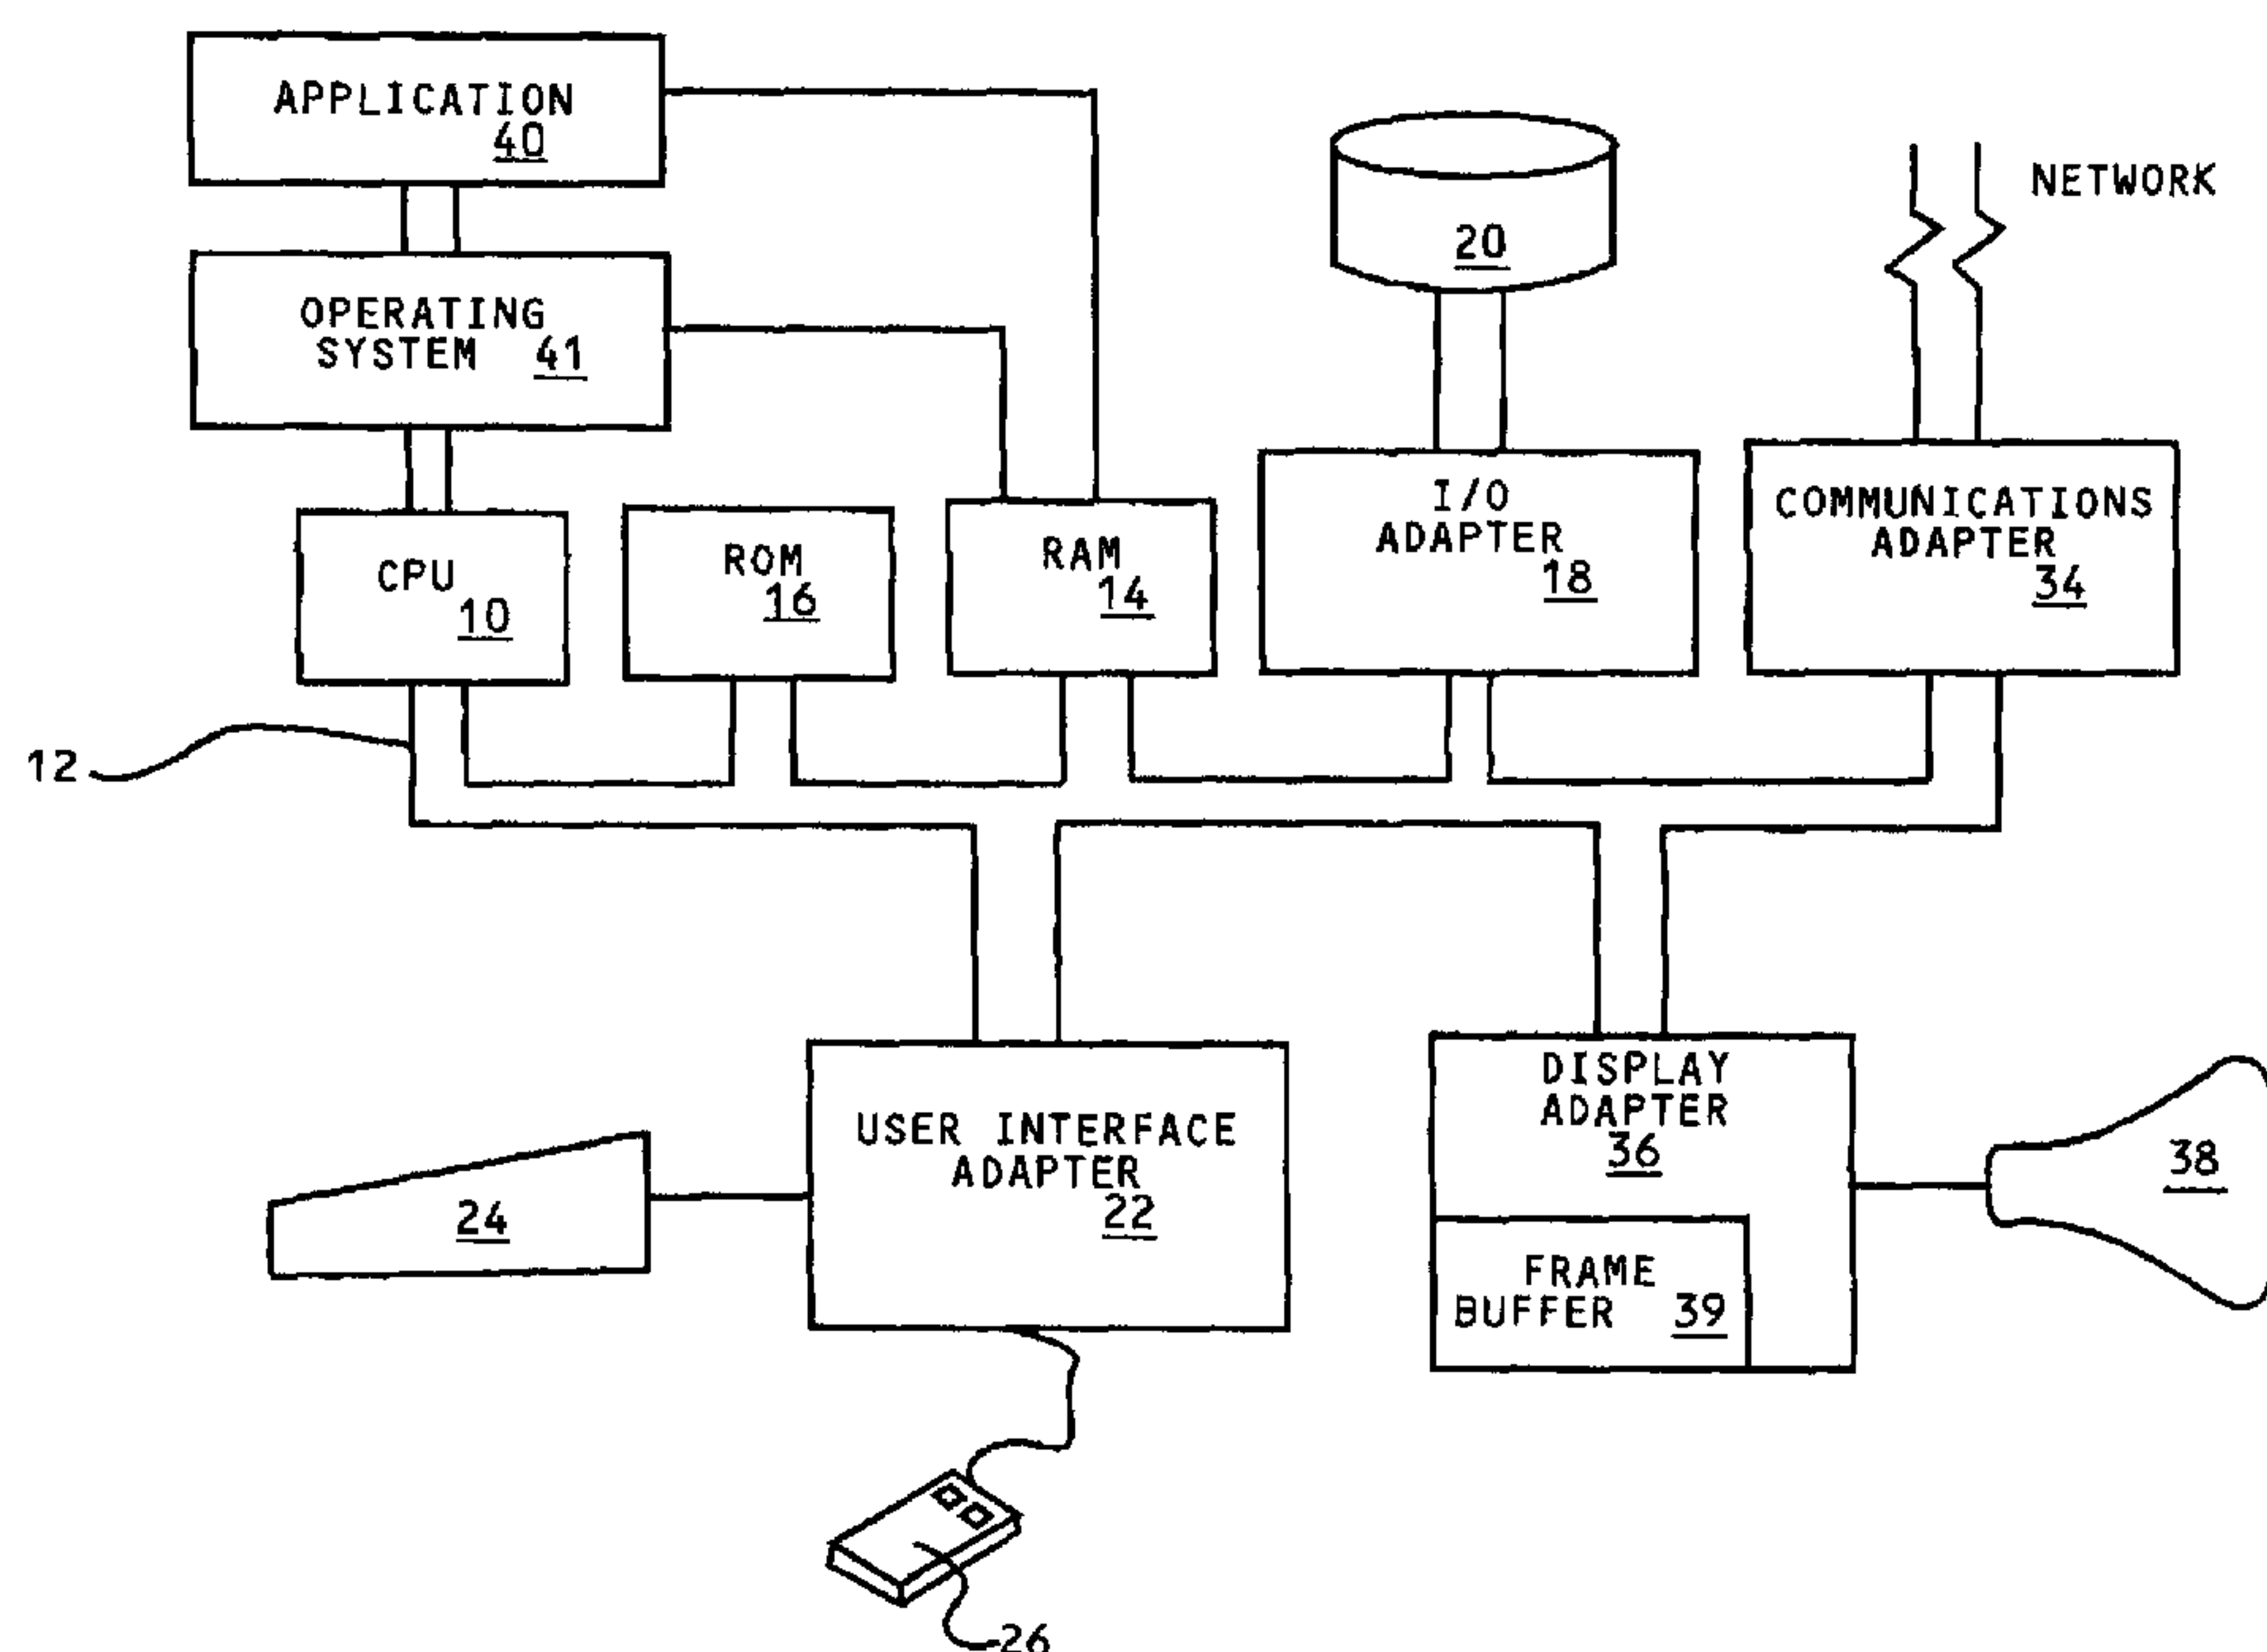 APPLICATION
40
NETWORK
20
OPERATING
SYSTEM 41
I/O
ADAPTER
18
COMMUNICATIONS
ADAPTER
34
CPU
10
ROM
16
RAM
14
12
DISPLAY
ADAPTER
36
USER INTERFACE
ADAPTER
22
24
38
FRAME
BUFFER 39
26